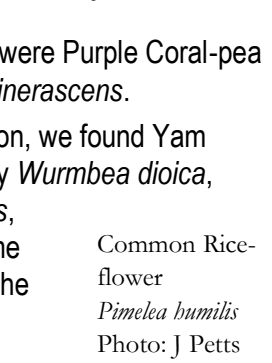 were Purple Coral-pea
inerascens.
on, we found Yam
y Wurmbea dioica,
s,
ne
he
Common Rice-
flower
Pimelea humilis
Photo: J Petts